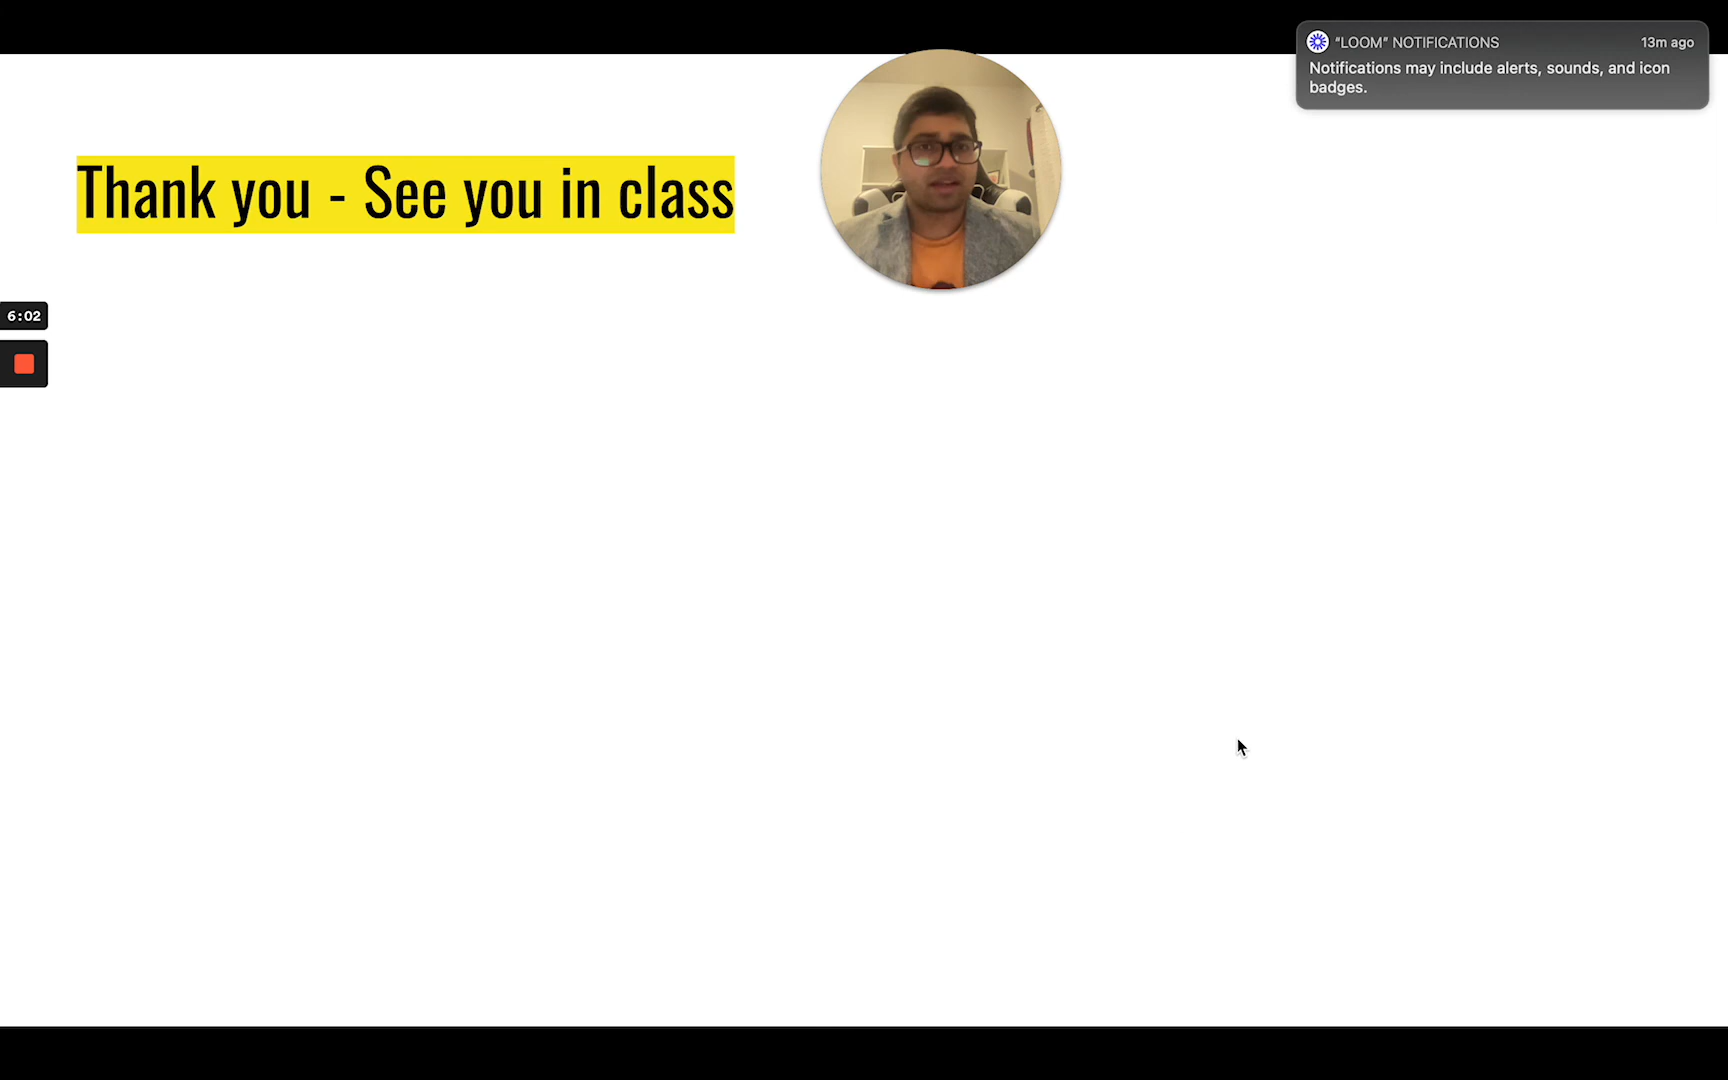 "LOOM" NOTIFICATIONS
13m ago
Notifications may include alerts, sounds, and icon
badges.
Thank you - See you in class
6:02